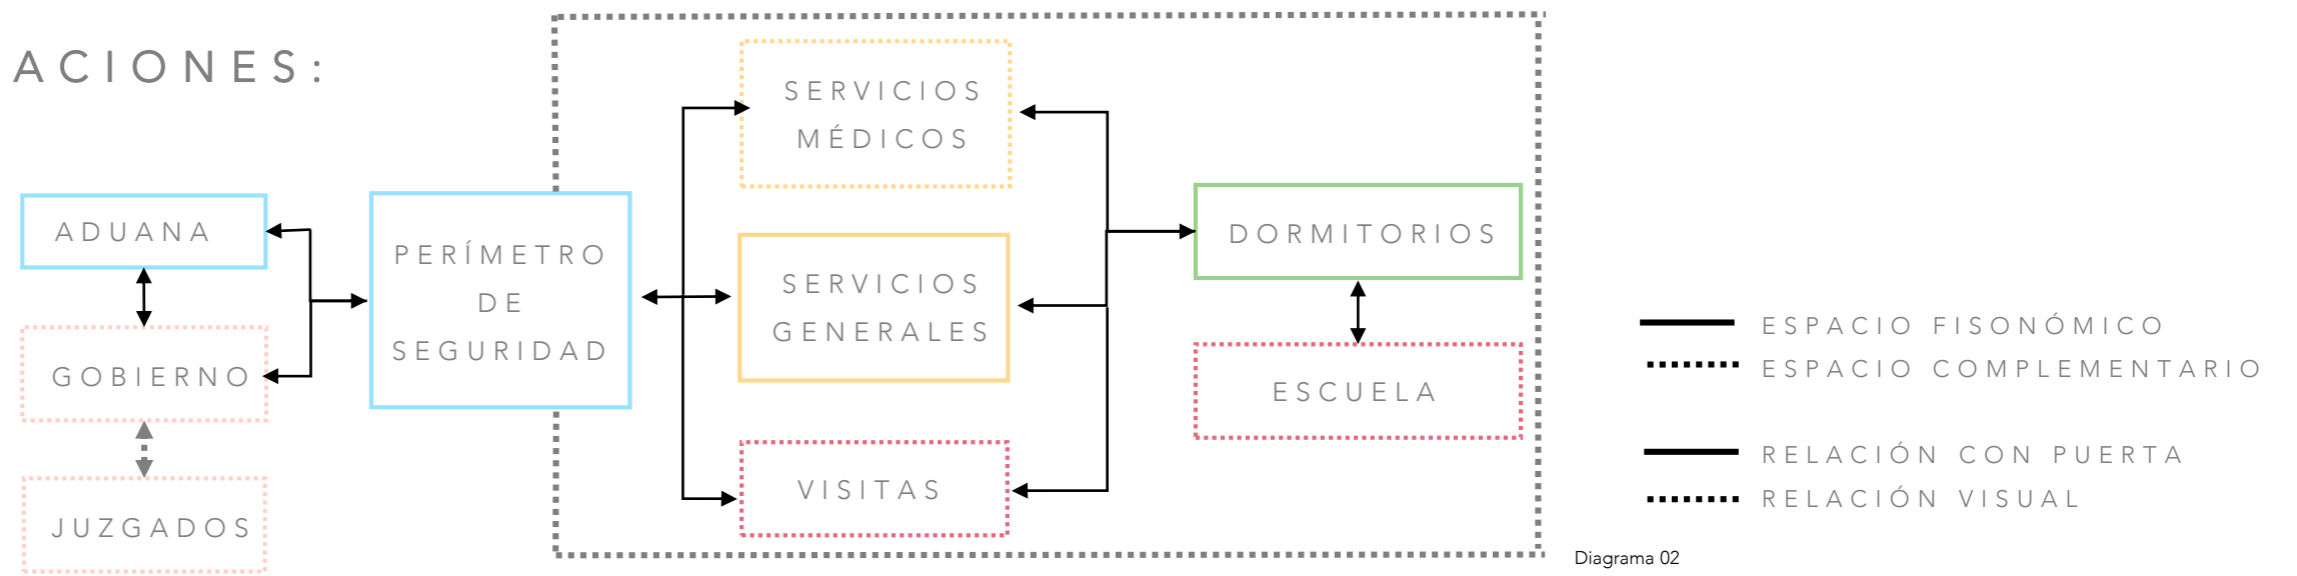 ACIONES:
SERVICIOS
MÉDICOS
ADUANA
PERÍMETRO
DE
SEGURIDAD
GOBIERNO
JUZGADOS
SERVICIOS
GENERALES
VISITAS
DORMITORIOS
ESCUELA
ESPACIO FISONÓMICO
ESPACIO COMPLEMENTARIO
RELACIÓN CON PUERTA
RELACIÓN VISUAL
Diagrama 02